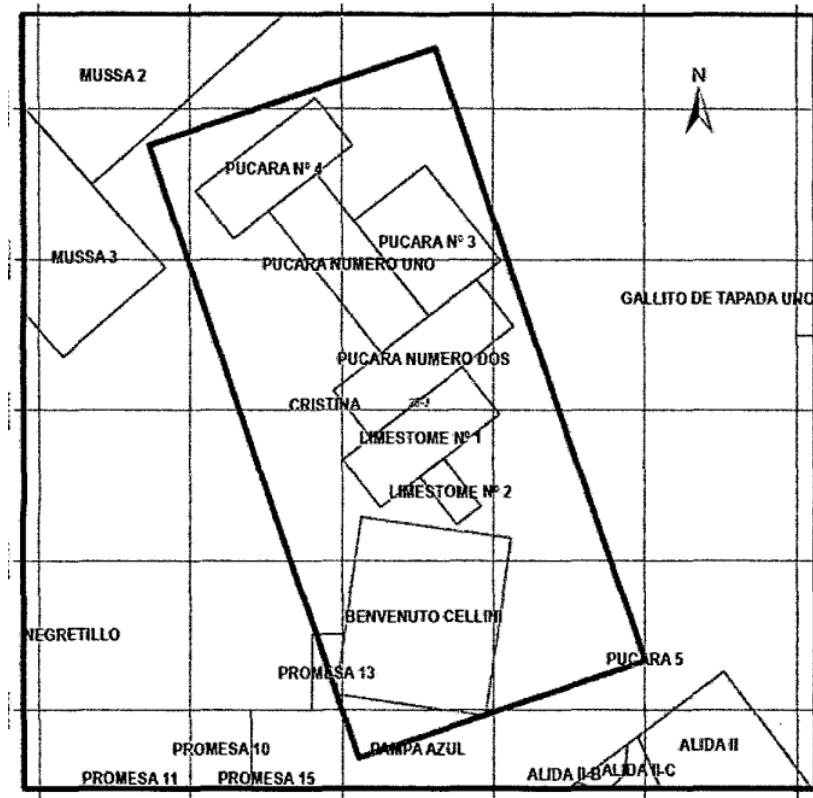 MUSSA 2
N
PUCARA Nº 4
PUCARA Nº 3
MUSSA 3
PUCARA NUMERO UNO
GALLITO DE TAPADA UNO
PUCARA NUMERO DOS
CRISTINA
LIMESTOME Nº 1
LIMESTOME Nº 2
BENVENUTO CELLINI
NEGRETILLO
PUCARA 5
PROMESA 13
PROMESA 10
PAMPA AZUL
ALIDA II
PROMESA 11
PROMESA 15
ALIDA II-B
ALIDA II-C